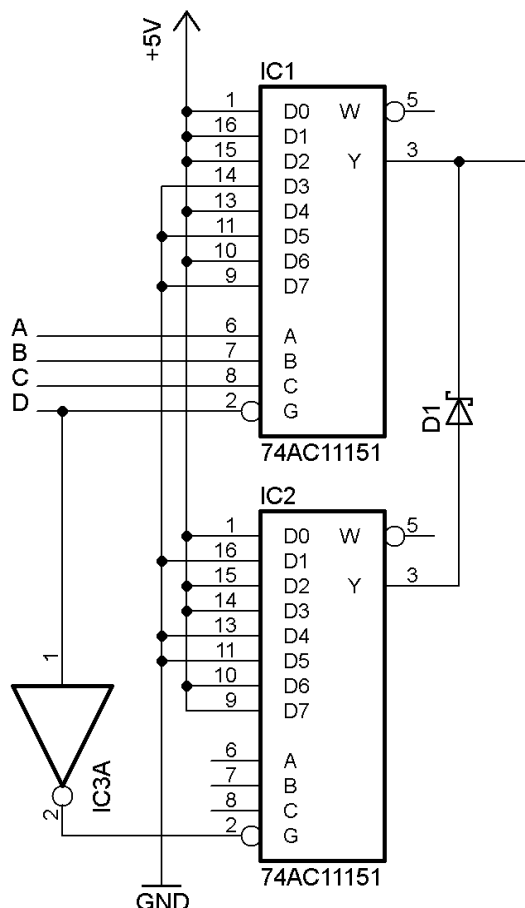 +5V
IC1
1 D0 W 5
16 D1
15 D2 Y 3
14 D3
13 D4
11 D5
10 D6
9 D7
A 6 A
B 7 B
C 8 C
D 2 G
74AC11151
D1
IC2
1 D0 W 5
16 D1
15 D2 Y 3
14 D3
13 D4
11 D5
10 D6
9 D7
6 A
7 B
8 C
2 G
74AC11151
1
IC3A
2
GND